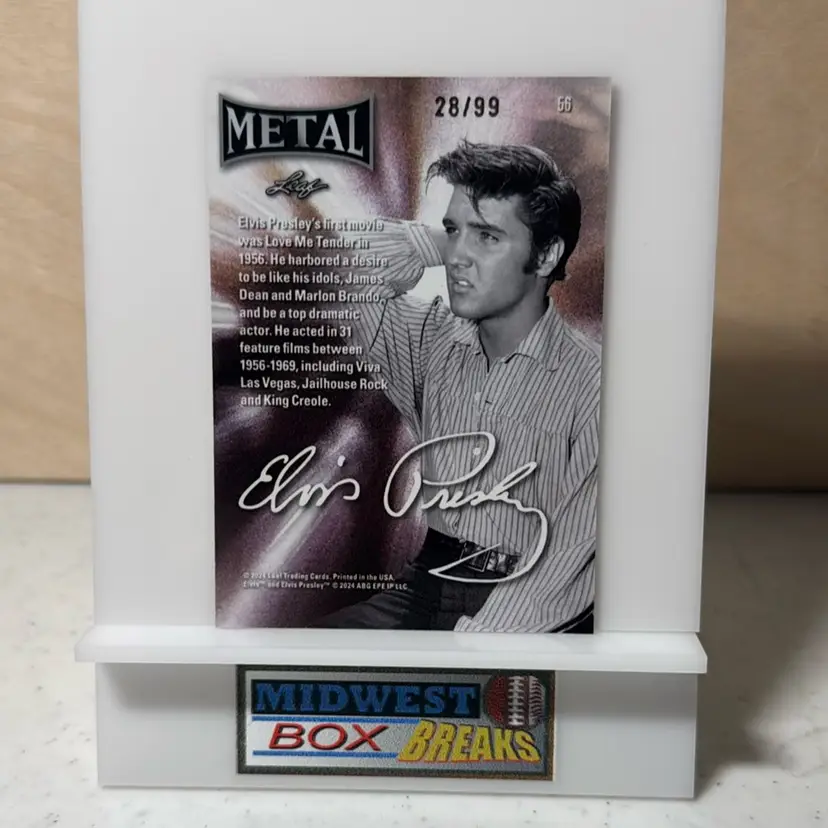 28/99
56
METAL
Leaf
Elvis Presley's first movie
was Love Me Tender in
1956. He harbored a desire
to be like his idols, James
Dean and Marlon Brando,
and be a top dramatic
actor. He acted in 31
feature films between
1956-1969, including Viva
Las Vegas, Jailhouse Rock
and King Creole.
Elvis Presley
© 2024 Leaf Trading Cards. Printed in the USA.
Elvis™ and Elvis Presley™ © 2024 ABG EPE IP LLC
MIDWEST
BOX BREAKS